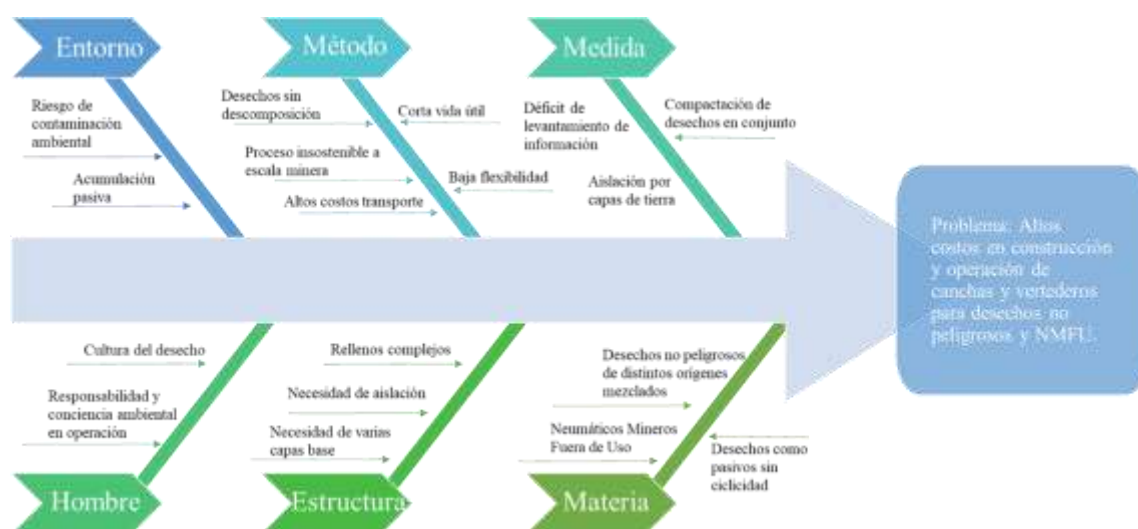 Entorno
Método
Medida
Riesgo de
contaminación
ambiental
Acumulación
pasiva
Desechos sin
descomposición
Corta vida útil
Proceso insostenible a
escala minera
Baja flexibilidad
Altos costos transporte
Déficit de
levantamiento de
información
Compactación de
desechos en conjunto
Aislación por
capas de tierra
Problema: Altos
costos en construcción
y operación de
canchas y vertederos
para desechos no
peligrosos y NMFU.
Cultura del desecho
Responsabilidad y
conciencia ambiental
en operación
Rellenos complejos
Necesidad de aislación
Necesidad de varias
capas base
Desechos no peligrosos
de distintos orígenes
mezclados
Neumáticos Mineros
Fuera de Uso
Desechos como
pasivos sin
ciclicidad
Hombre
Estructura
Materia